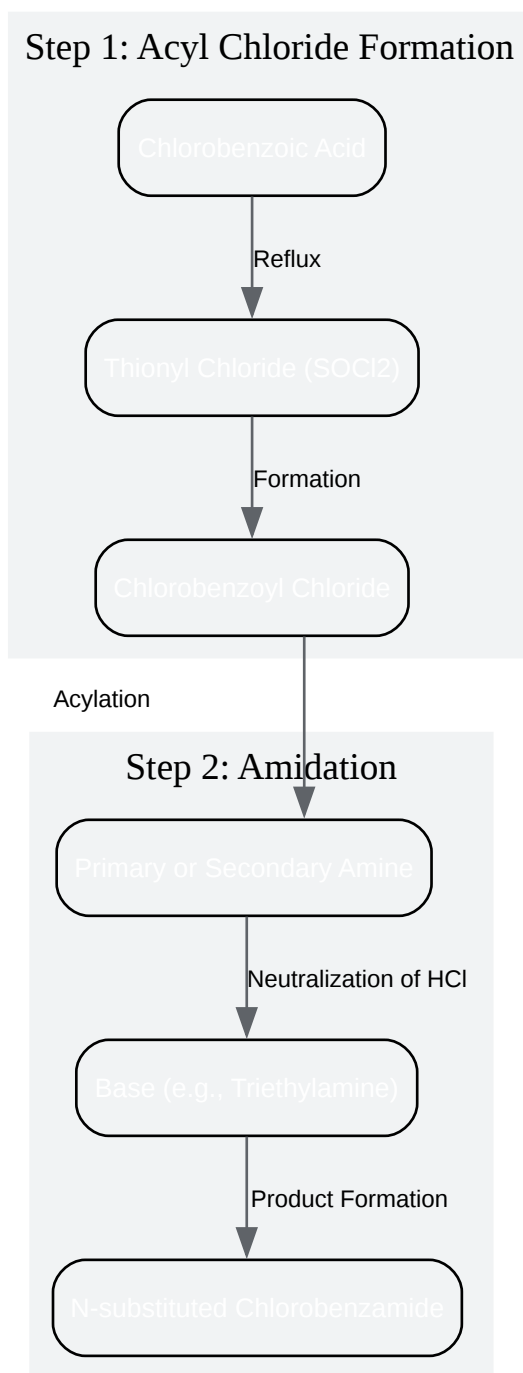 Step 1: Acyl Chloride Formation
Chlorobenzoic Acid
Reflux
Thionyl Chloride (SOCl2)
Formation
Chlorobenzoyl Chloride
Acylation
Step 2: Amidation
Primary or Secondary Amine
Neutralization of HCl
Base (e.g., Triethylamine)
Product Formation
N-substituted Chlorobenzamide